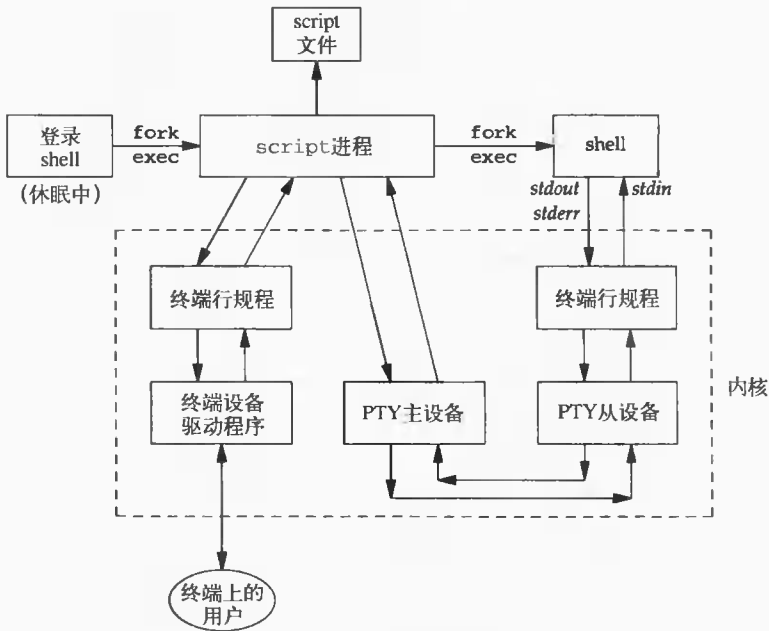 script
文件
登录
shell
(休眠中)
fork
exec
script进程
fork
exec
shell
stdout
stderr
stdin
终端行规程
终端行规程
终端设备
驱动程序
PTY主设备
PTY从设备
内核
终端上的
用户